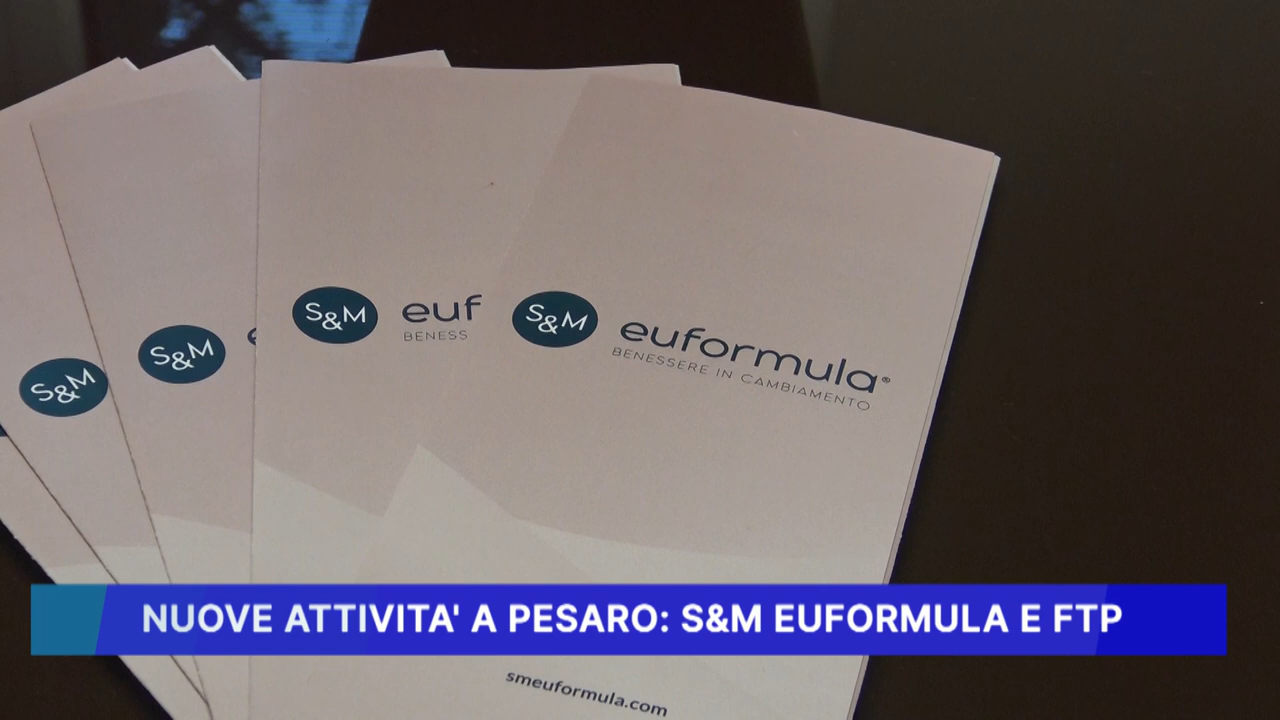 S&M
S&M
S&M
euf
BENESS
S&M
euformula®
BENESSERE IN CAMBIAMENTO
NUOVE ATTIVITA' A PESARO: S&M EUFORMULA E FTP
smeuformula.com